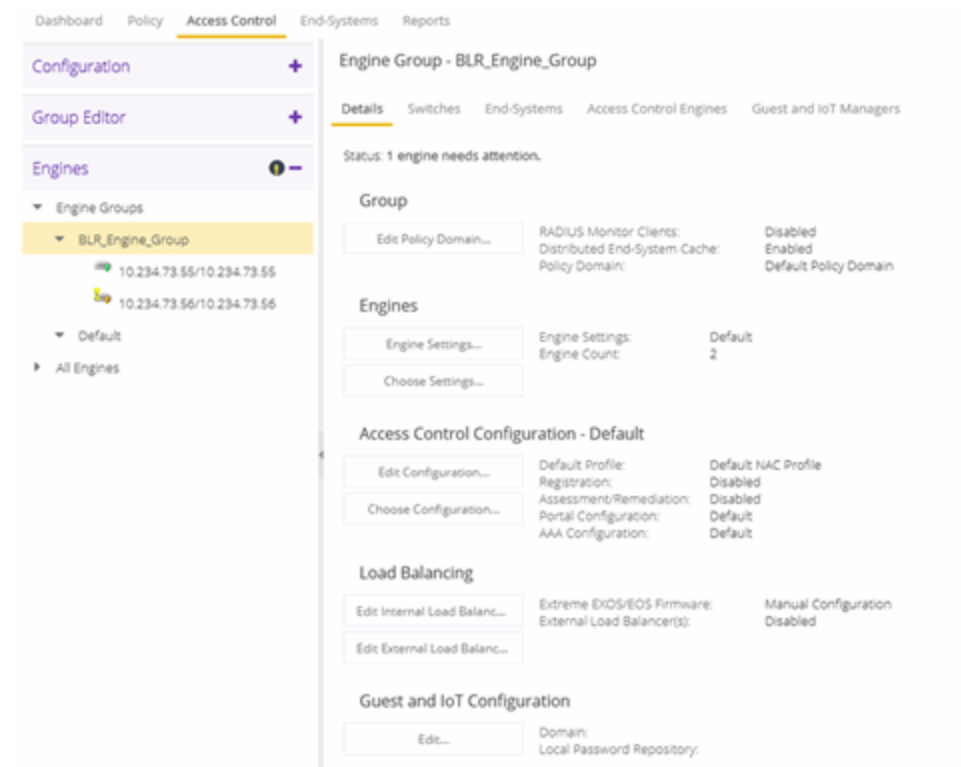 Dashboard Policy Access Control End-Systems Reports
Configuration
Group Editor
Engines
Engine Groups
BLR_Engine_Group
10.234.73.55/10.234.73.55
10.234.73.56/10.234.73.56
Default
All Engines
Engine Group - BLR_Engine_Group
Details Switches End-Systems Access Control Engines Guest and IoT Managers
Status: 1 engine needs attention.
Group
Edit Policy Domain...
RADIUS Monitor Clients: Disabled
Distributed End-System Cache: Enabled
Policy Domain: Default Policy Domain
Engines
Engine Settings...
Choose Settings...
Engine Settings: Default
Engine Count: 2
Access Control Configuration - Default
Edit Configuration...
Choose Configuration...
Default Profile: Default NAC Profile
Registration: Disabled
Assessment/Remediation: Disabled
Portal Configuration: Default
AAA Configuration: Default
Load Balancing
Edit Internal Load Balanc...
Edit External Load Balanc...
Extreme EXOS/EOS Firmware: Manual Configuration
External Load Balancer(s): Disabled
Guest and IoT Configuration
Edit...
Domain:
Local Password Repository: